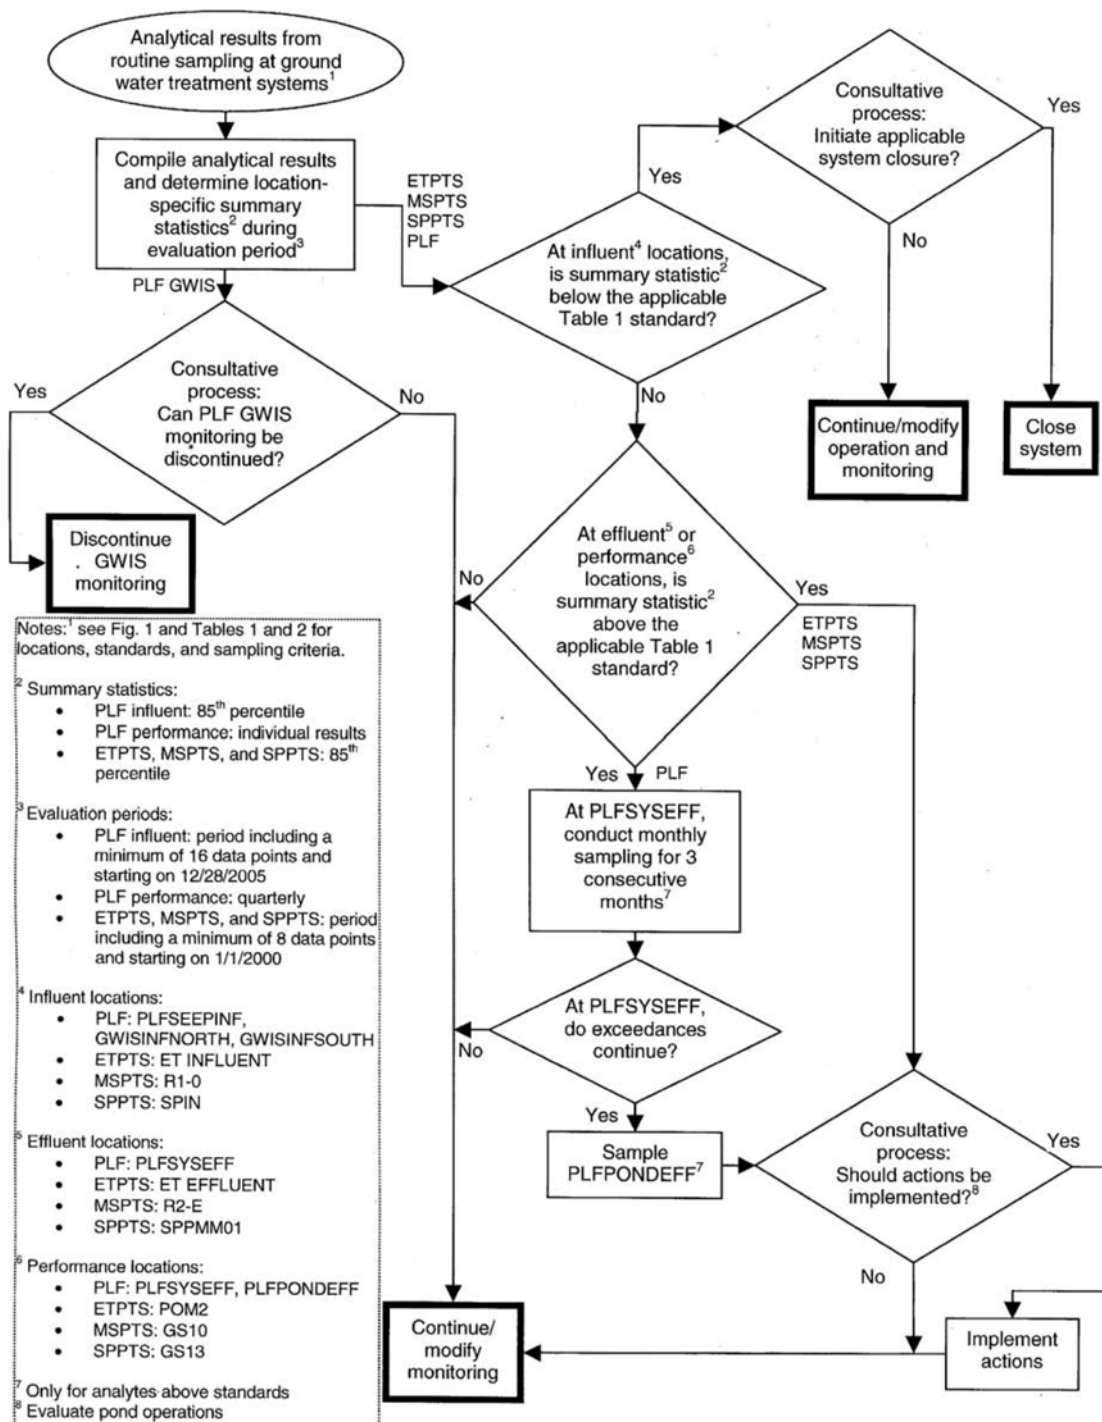 Analytical results from
routine sampling at ground
water treatment systems¹
Compile analytical results
and determine location-
specific summary
statistics² during
evaluation period³
ETPTS
MSPTS
SPPTS
PLF
PLF GWIS
Consultative
process:
Can PLF GWIS
monitoring be
discontinued?
Yes
No
Discontinue
. GWIS
monitoring
At influent⁴ locations,
is summary statistic²
below the applicable
Table 1 standard?
Yes
No
Consultative
process:
Initiate applicable
system closure?
Yes
No
Continue/modify
operation and
monitoring
Close
system
At effluent⁵ or
performance⁶
locations, is
summary statistic²
above the
applicable Table 1
standard?
No
Yes
ETPTS
MSPTS
SPPTS
Yes
PLF
At PLFSYSEFF,
conduct monthly
sampling for 3
consecutive
months⁷
At PLFSYSEFF,
do exceedances
continue?
No
Yes
Sample
PLFPONDEFF⁷
Consultative
process:
Should actions be
implemented?⁸
Yes
No
Implement
actions
Continue/
modify
monitoring
Notes:¹ see Fig. 1 and Tables 1 and 2 for
locations, standards, and sampling criteria.
² Summary statistics:
• PLF influent: 85th percentile
• PLF performance: individual results
• ETPTS, MSPTS, and SPPTS: 85th
percentile
³ Evaluation periods:
• PLF influent: period including a
minimum of 16 data points and
starting on 12/28/2005
• PLF performance: quarterly
• ETPTS, MSPTS, and SPPTS: period
including a minimum of 8 data points
and starting on 1/1/2000
⁴ Influent locations:
• PLF: PLFSEEPINF,
GWISINFNORTH, GWISINFSOUTH
• ETPTS: ET INFLUENT
• MSPTS: R1-0
• SPPTS: SPIN
⁵ Effluent locations:
• PLF: PLFSYSEFF
• ETPTS: ET EFFLUENT
• MSPTS: R2-E
• SPPTS: SPPMM01
⁶ Performance locations:
• PLF: PLFSYSEFF, PLFPONDEFF
• ETPTS: POM2
• MSPTS: GS10
• SPPTS: GS13
⁷ Only for analytes above standards
⁸ Evaluate pond operations